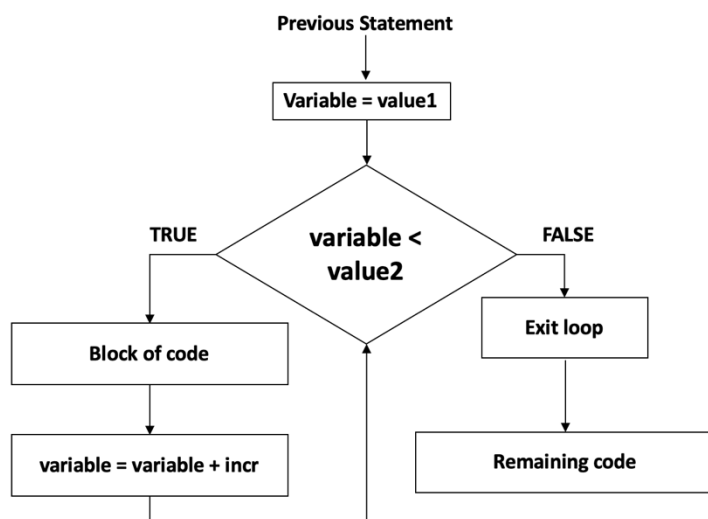 Previous Statement
Variable = value1
TRUE
variable <
value2
FALSE
Block of code
Exit loop
variable = variable + incr
Remaining code